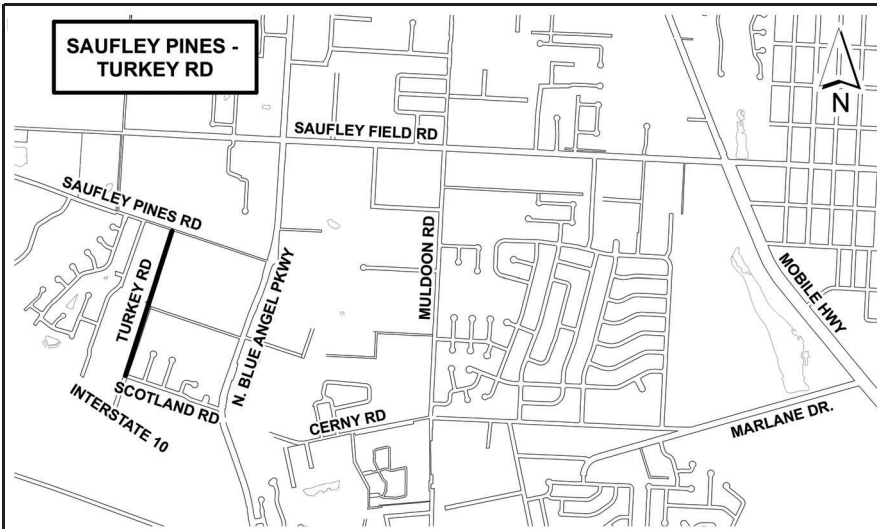 SAUFLEY PINES -
TURKEY RD
N
SAUFLEY FIELD RD
SAUFLEY PINES RD
TURKEY RD
N. BLUE ANGEL PKWY
MULDOON RD
MOBILE HWY
SCOTLAND RD
INTERSTATE 10
CERNY RD
MARLANE DR.